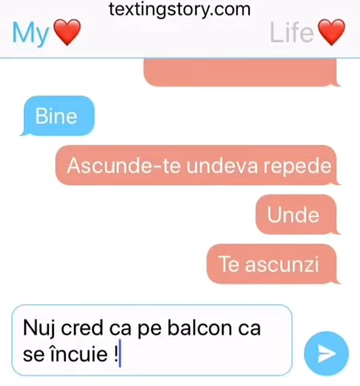 textingstory.com
My❤️ Life❤️
Bine
Ascunde-te undeva repede
Unde
Te ascunzi
Nuj cred ca pe balcon ca
se încuie !